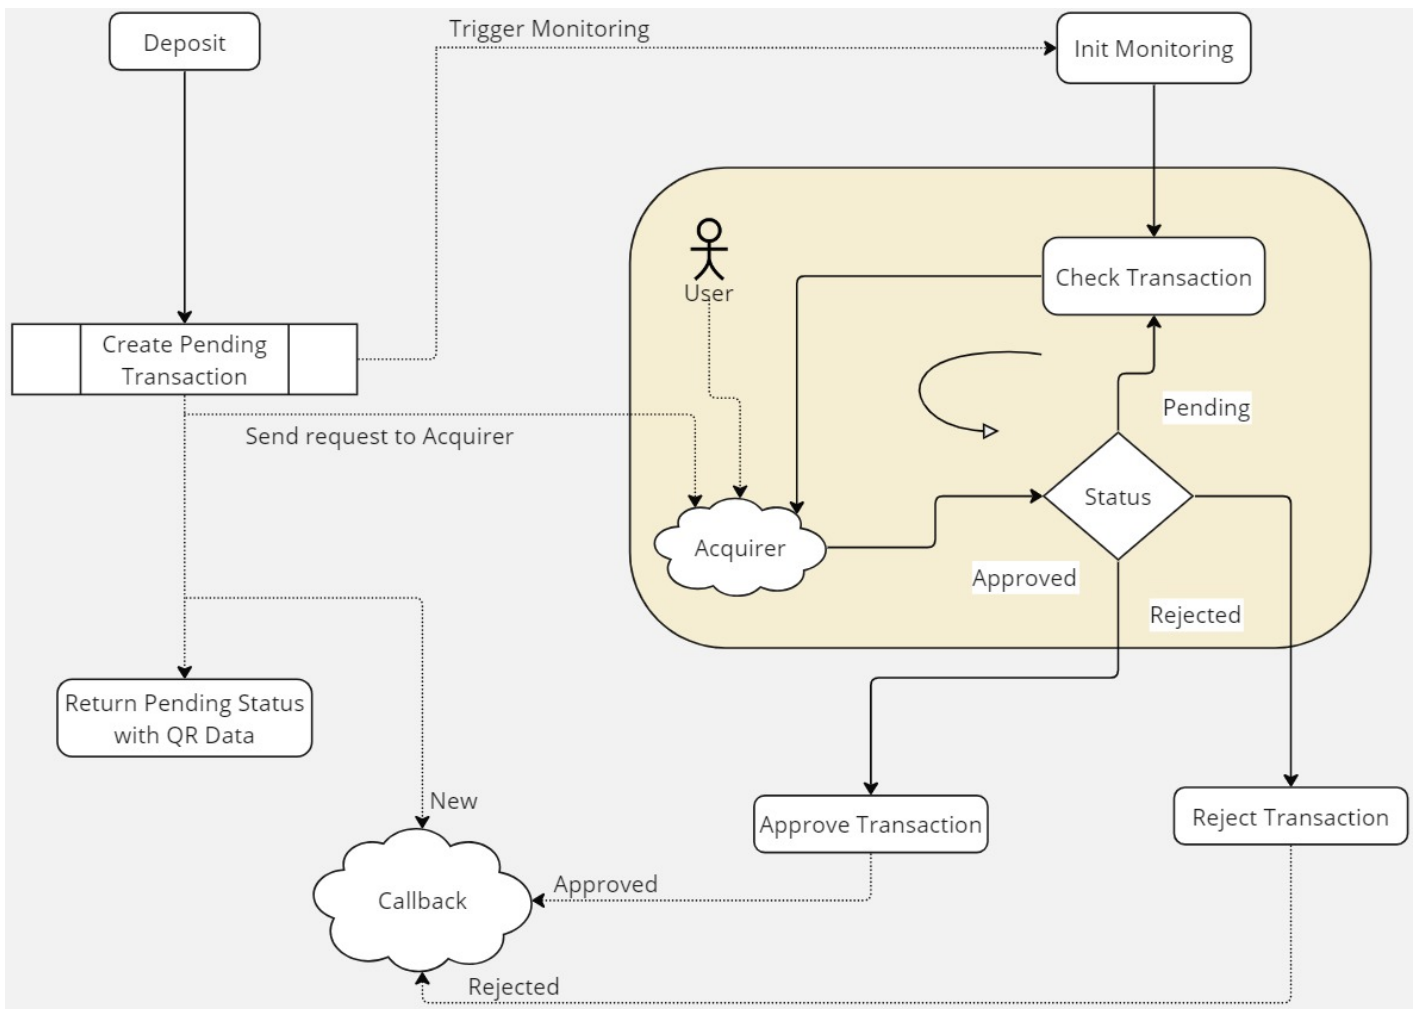 Deposit
Trigger Monitoring
Init Monitoring
User
Check Transaction
Create Pending
Transaction
Send request to Acquirer
Pending
Status
Acquirer
Approved
Rejected
Return Pending Status
with QR Data
New
Approve Transaction
Reject Transaction
Callback
Approved
Rejected